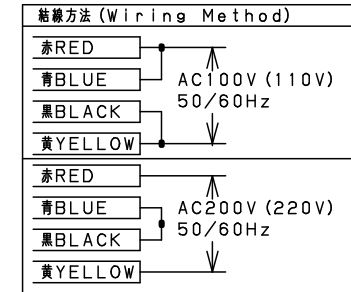 結線方法(Wiring Method)
赤RED
青BLUE
AC100V(110V)
50/60Hz
黒BLACK
黄YELLOW
赤RED
青BLUE
AC200V(220V)
50/60Hz
黒BLACK
黄YELLOW